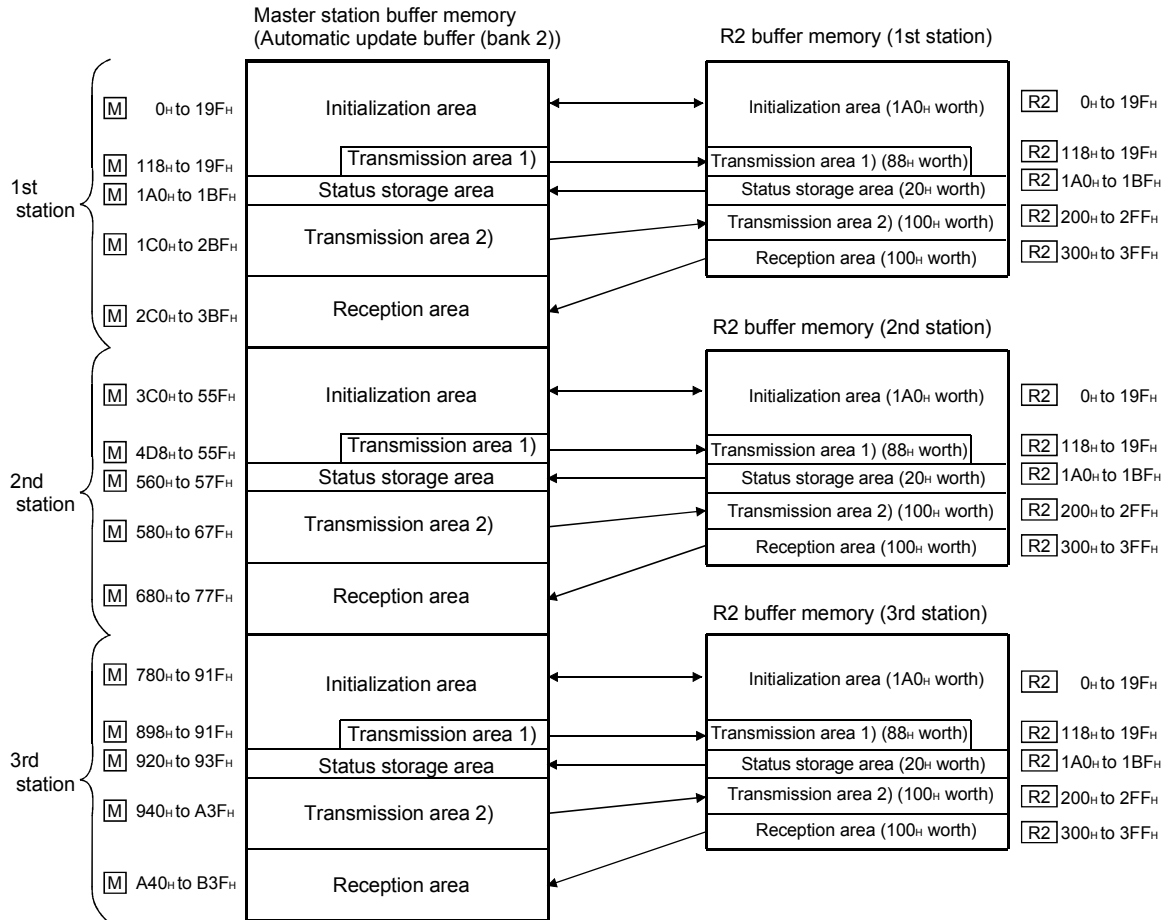 Master station buffer memory
(Automatic update buffer (bank 2))
R2 buffer memory (1st station)
1st
station
M 0H to 19FH
Initialization area
Initialization area (1A0H worth)
R2 0H to 19FH
M 118H to 19FH
Transmission area 1)
Transmission area 1) (88H worth)
R2 118H to 19FH
M 1A0H to 1BFH
Status storage area
Status storage area (20H worth)
R2 1A0H to 1BFH
M 1C0H to 2BFH
Transmission area 2)
Transmission area 2) (100H worth)
R2 200H to 2FFH
M 2C0H to 3BFH
Reception area
Reception area (100H worth)
R2 300H to 3FFH
R2 buffer memory (2nd station)
2nd
station
M 3C0H to 55FH
Initialization area
Initialization area (1A0H worth)
R2 0H to 19FH
M 4D8H to 55FH
Transmission area 1)
Transmission area 1) (88H worth)
R2 118H to 19FH
M 560H to 57FH
Status storage area
Status storage area (20H worth)
R2 1A0H to 1BFH
M 580H to 67FH
Transmission area 2)
Transmission area 2) (100H worth)
R2 200H to 2FFH
M 680H to 77FH
Reception area
Reception area (100H worth)
R2 300H to 3FFH
R2 buffer memory (3rd station)
3rd
station
M 780H to 91FH
Initialization area
Initialization area (1A0H worth)
R2 0H to 19FH
M 898H to 91FH
Transmission area 1)
Transmission area 1) (88H worth)
R2 118H to 19FH
M 920H to 93FH
Status storage area
Status storage area (20H worth)
R2 1A0H to 1BFH
M 940H to A3FH
Transmission area 2)
Transmission area 2) (100H worth)
R2 200H to 2FFH
M A40H to B3FH
Reception area
Reception area (100H worth)
R2 300H to 3FFH